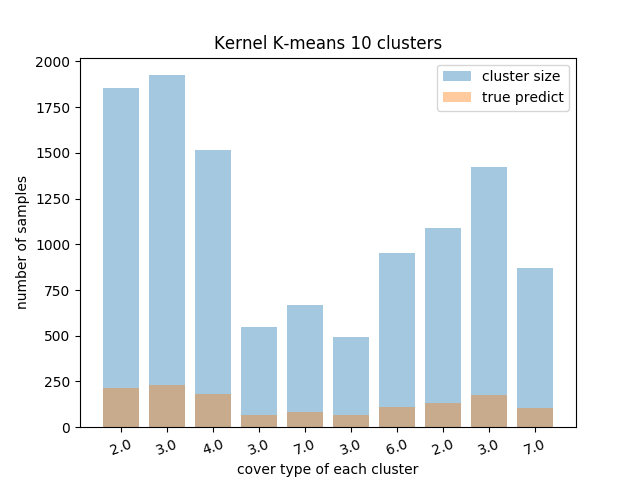 Kernel K-means 10 clusters
cluster size
true predict
number of samples
2000
1750
1500
1250
1000
750
500
250
0
2.0 3.0 4.0 3.0 7.0 3.0 6.0 2.0 3.0 7.0
cover type of each cluster